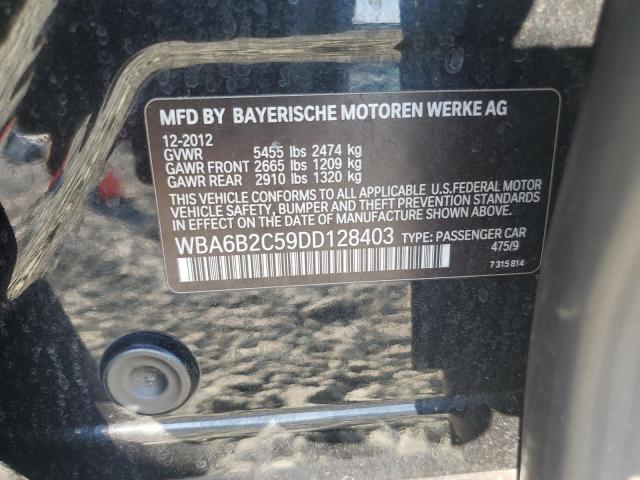 MFD BY BAYERISCHE MOTOREN WERKE AG
12-2012
GVWR 5455 lbs 2474 kg
GAWR FRONT 2665 lbs 1209 kg
GAWR REAR 2910 lbs 1320 kg
THIS VEHICLE CONFORMS TO ALL APPLICABLE U.S.FEDERAL MOTOR
VEHICLE SAFETY, BUMPER AND THEFT PREVENTION STANDARDS
IN EFFECT ON THE DATE OF MANUFACTURE SHOWN ABOVE.
WBA6B2C59DD128403 TYPE: PASSENGER CAR
475/9
7 315 814